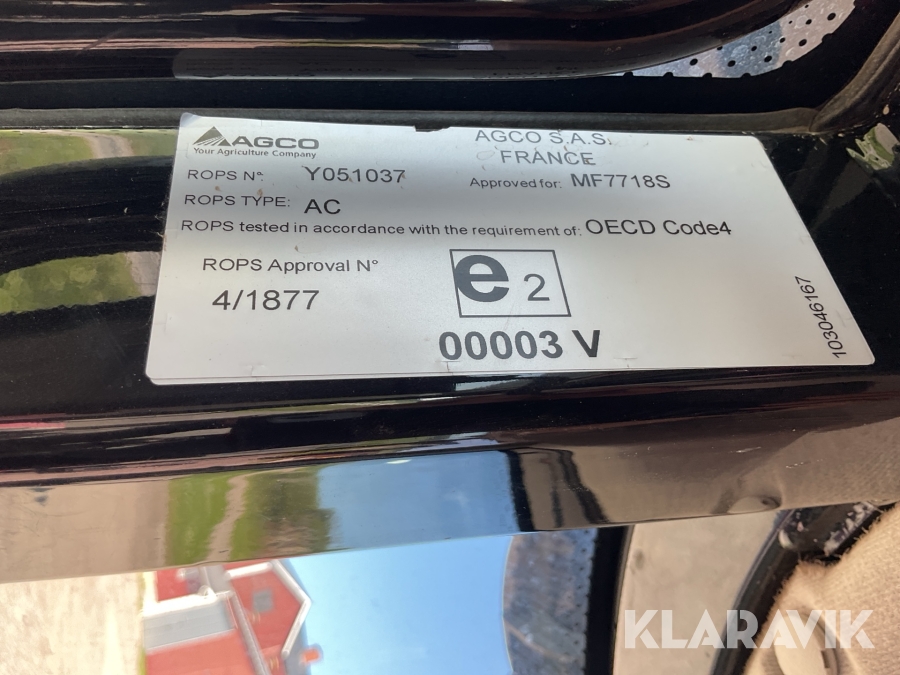 AGCO
Your Agriculture Company
AGCO S.A.S.
FRANCE
ROPS N°: Y051037
Approved for: MF7718S
ROPS TYPE: AC
ROPS tested in accordance with the requirement of: OECD Code4
ROPS Approval N°
4/1877
e 2
00003 V
103046167
KLARAVIK